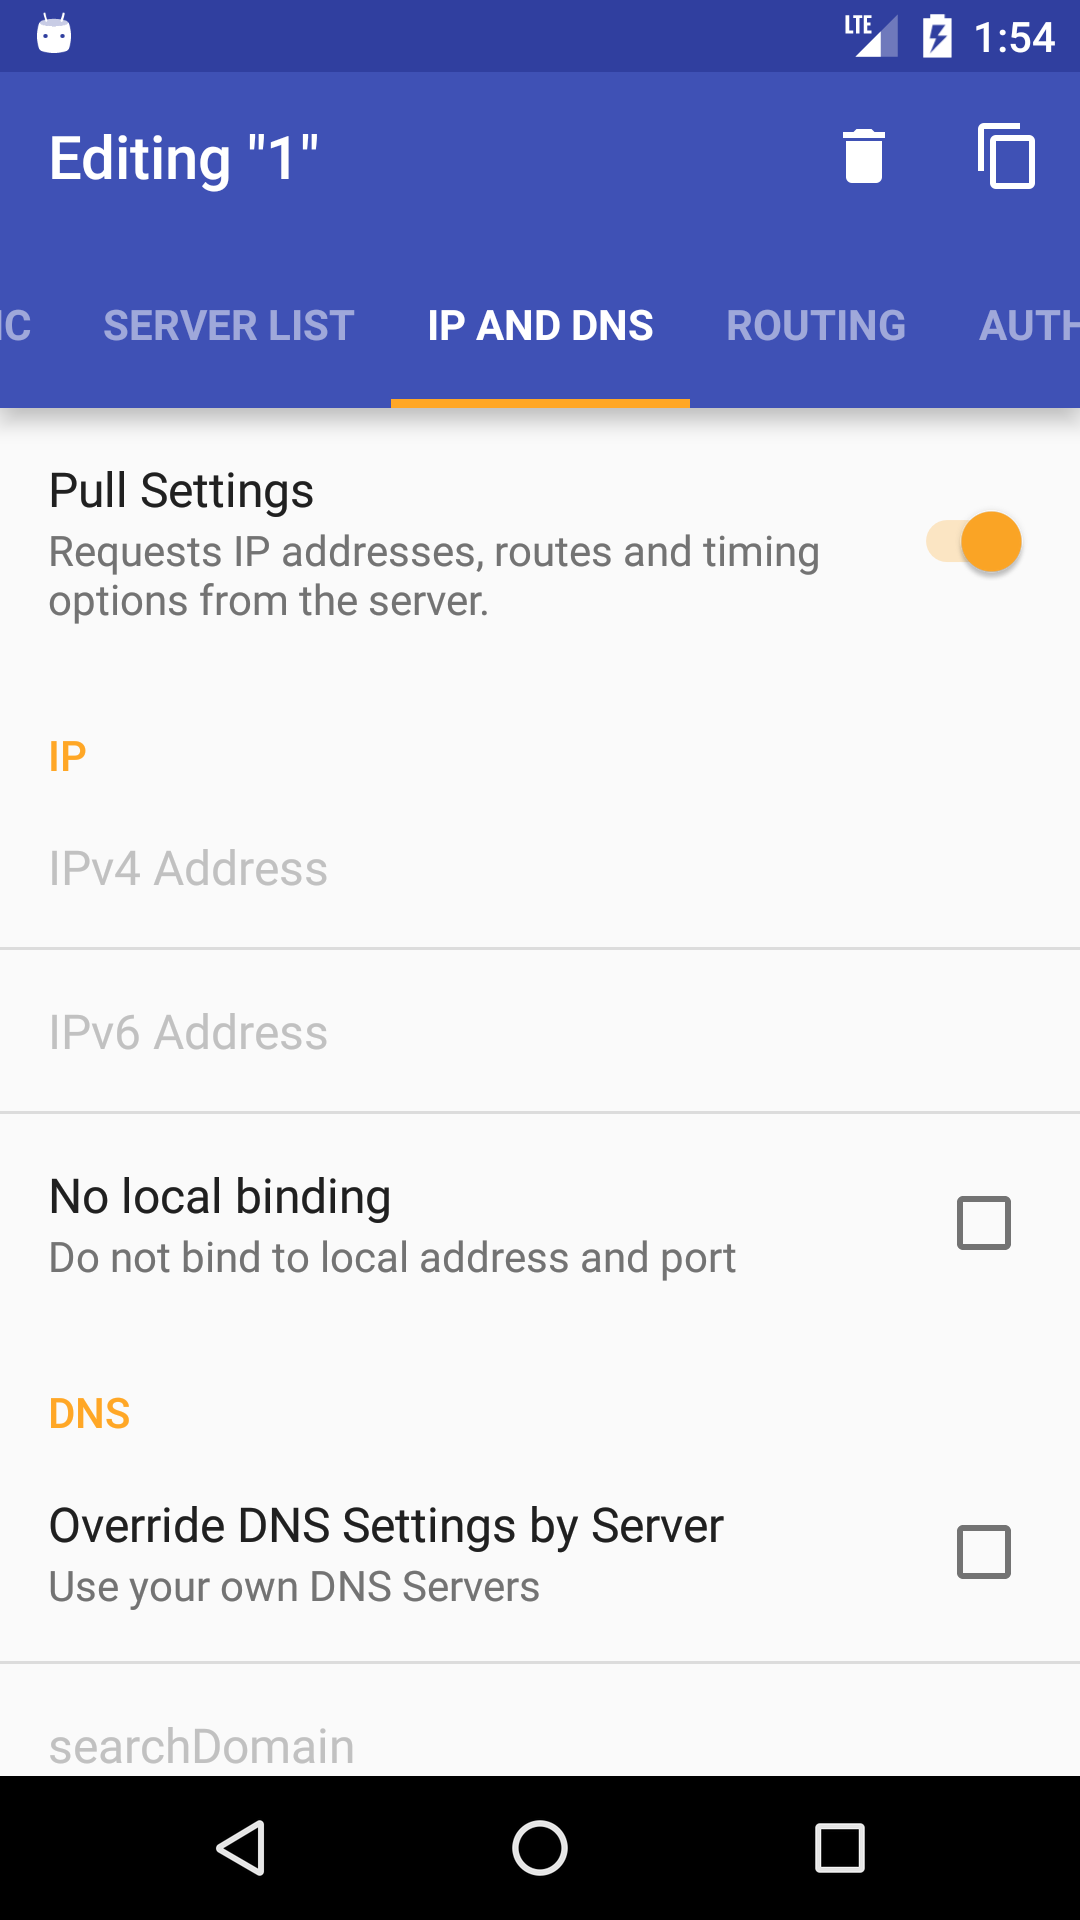 LTE 1:54
Editing "1"
IC SERVER LIST IP AND DNS ROUTING AUTH
Pull Settings
Requests IP addresses, routes and timing
options from the server.
IP
IPv4 Address
IPv6 Address
No local binding
Do not bind to local address and port
DNS
Override DNS Settings by Server
Use your own DNS Servers
searchDomain